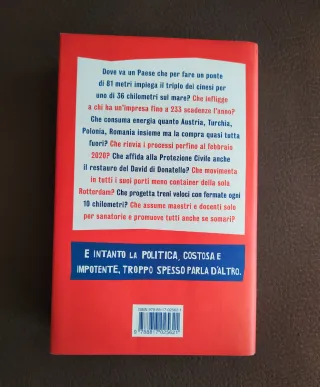 Dove va un Paese che per fare un ponte
di 81 metri impiega il triplo dei cinesi per
uno di 36 chilometri sul mare? Che infligge
a chi ha un'impresa fino a 233 scadenze l'anno?
Che consuma energia quanto Austria, Turchia,
Polonia, Romania insieme ma la compra quasi tutta
fuori? Che rinvia i processi perfino al febbraio
2020? Che affida alla Protezione Civile anche
il restauro del David di Donatello? Che movimenta
in tutti i suoi porti meno container della sola
Rotterdam? Che progetta treni veloci con fermate ogni
10 chilometri? Che assume maestri e docenti solo
per sanatorie e promuove tutti anche se somari?
E INTANTO LA POLITICA, COSTOSA E
IMPOTENTE, TROPPO SPESSO PARLA D'ALTRO.